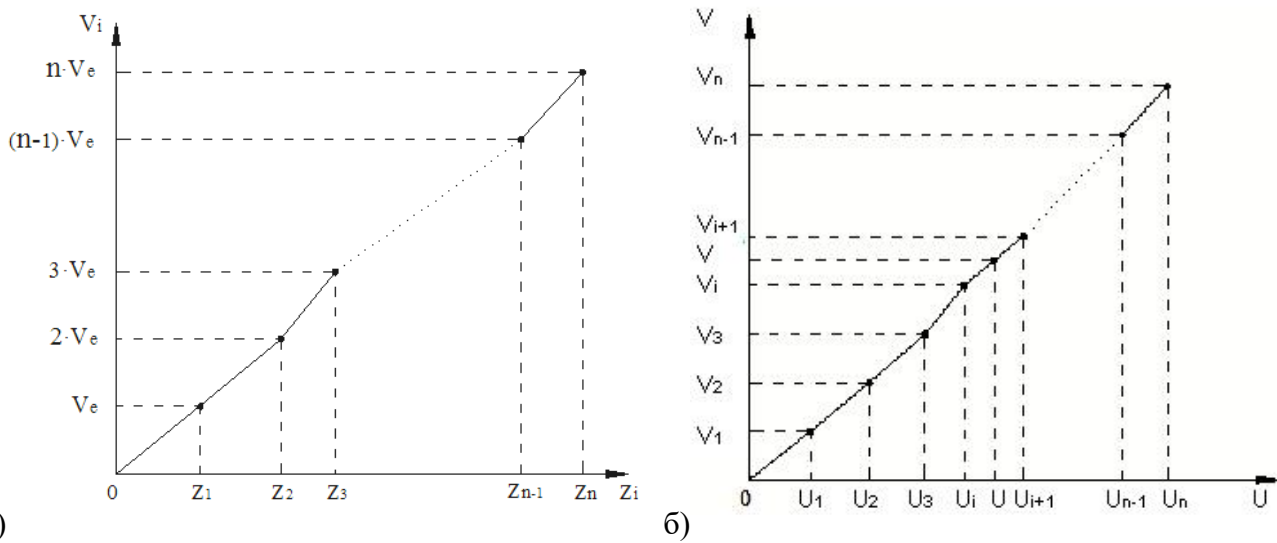 Vi
n·Ve
(n-1)·Ve
3·Ve
2·Ve
Ve
0 Z1 Z2 Z3 Zn-1 Zn Zi
)
V
Vn
Vn-1
Vi+1
V
Vi
V3
V2
V1
0 U1 U2 U3 Ui U Ui+1 Un-1 Un U
б)